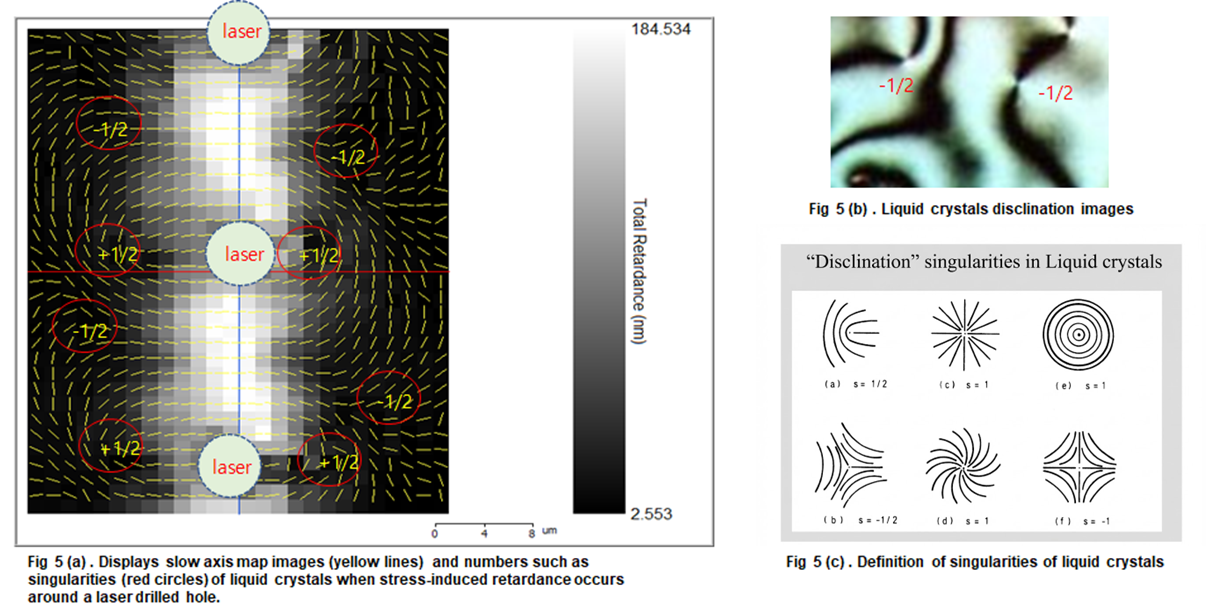 laser
184.534
-1/2
-1/2
+1/2
laser
+1/2
-1/2
-1/2
+1/2
laser
+1/2
Total Retardance (nm)
2.553
0 4 8 um
Fig 5 (a) . Displays slow axis map images (yellow lines) and numbers such as
singularities (red circles) of liquid crystals when stress-induced retardance occurs
around a laser drilled hole.
-1/2
-1/2
Fig 5 (b) . Liquid crystals disclination images
“Disclination” singularities in Liquid crystals
(a) s= 1/2
(c) s= 1
(e) s= 1
(b) s= -1/2
(d) s= 1
(f) s= -1
Fig 5 (c) . Definition of singularities of liquid crystals